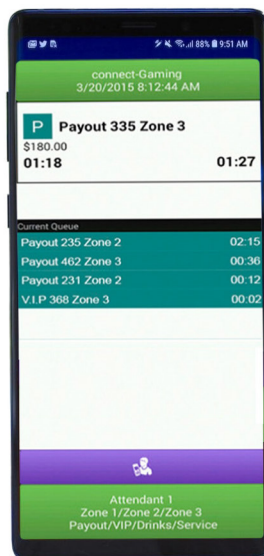 88% 9:51 AM
connect-Gaming
3/20/2015 8:12:44 AM
P Payout 335 Zone 3
$180.00
01:18 01:27
Current Queue
Payout 235 Zone 2 02:15
Payout 462 Zone 3 00:36
Payout 231 Zone 2 00:12
V.I.P 368 Zone 3 00:02
Attendant 1
Zone 1/Zone 2/Zone 3
Payout/VIP/Drinks/Service